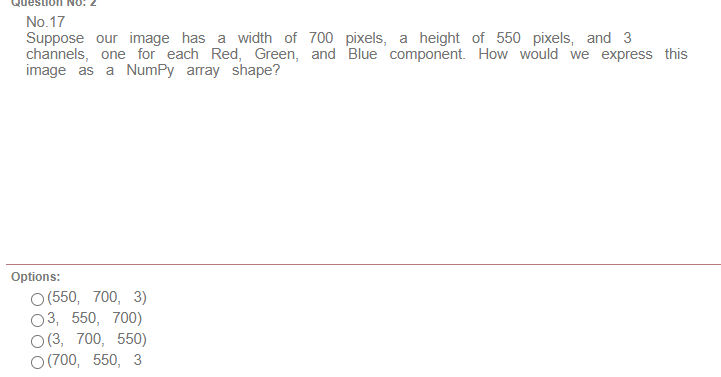 Question No: 2
No.17
Suppose our image has a width of 700 pixels, a height of 550 pixels, and 3
channels, one for each Red, Green, and Blue component. How would we express this
image as a NumPy array shape?
Options:
(550, 700, 3)
3, 550, 700)
(3, 700, 550)
(700, 550, 3